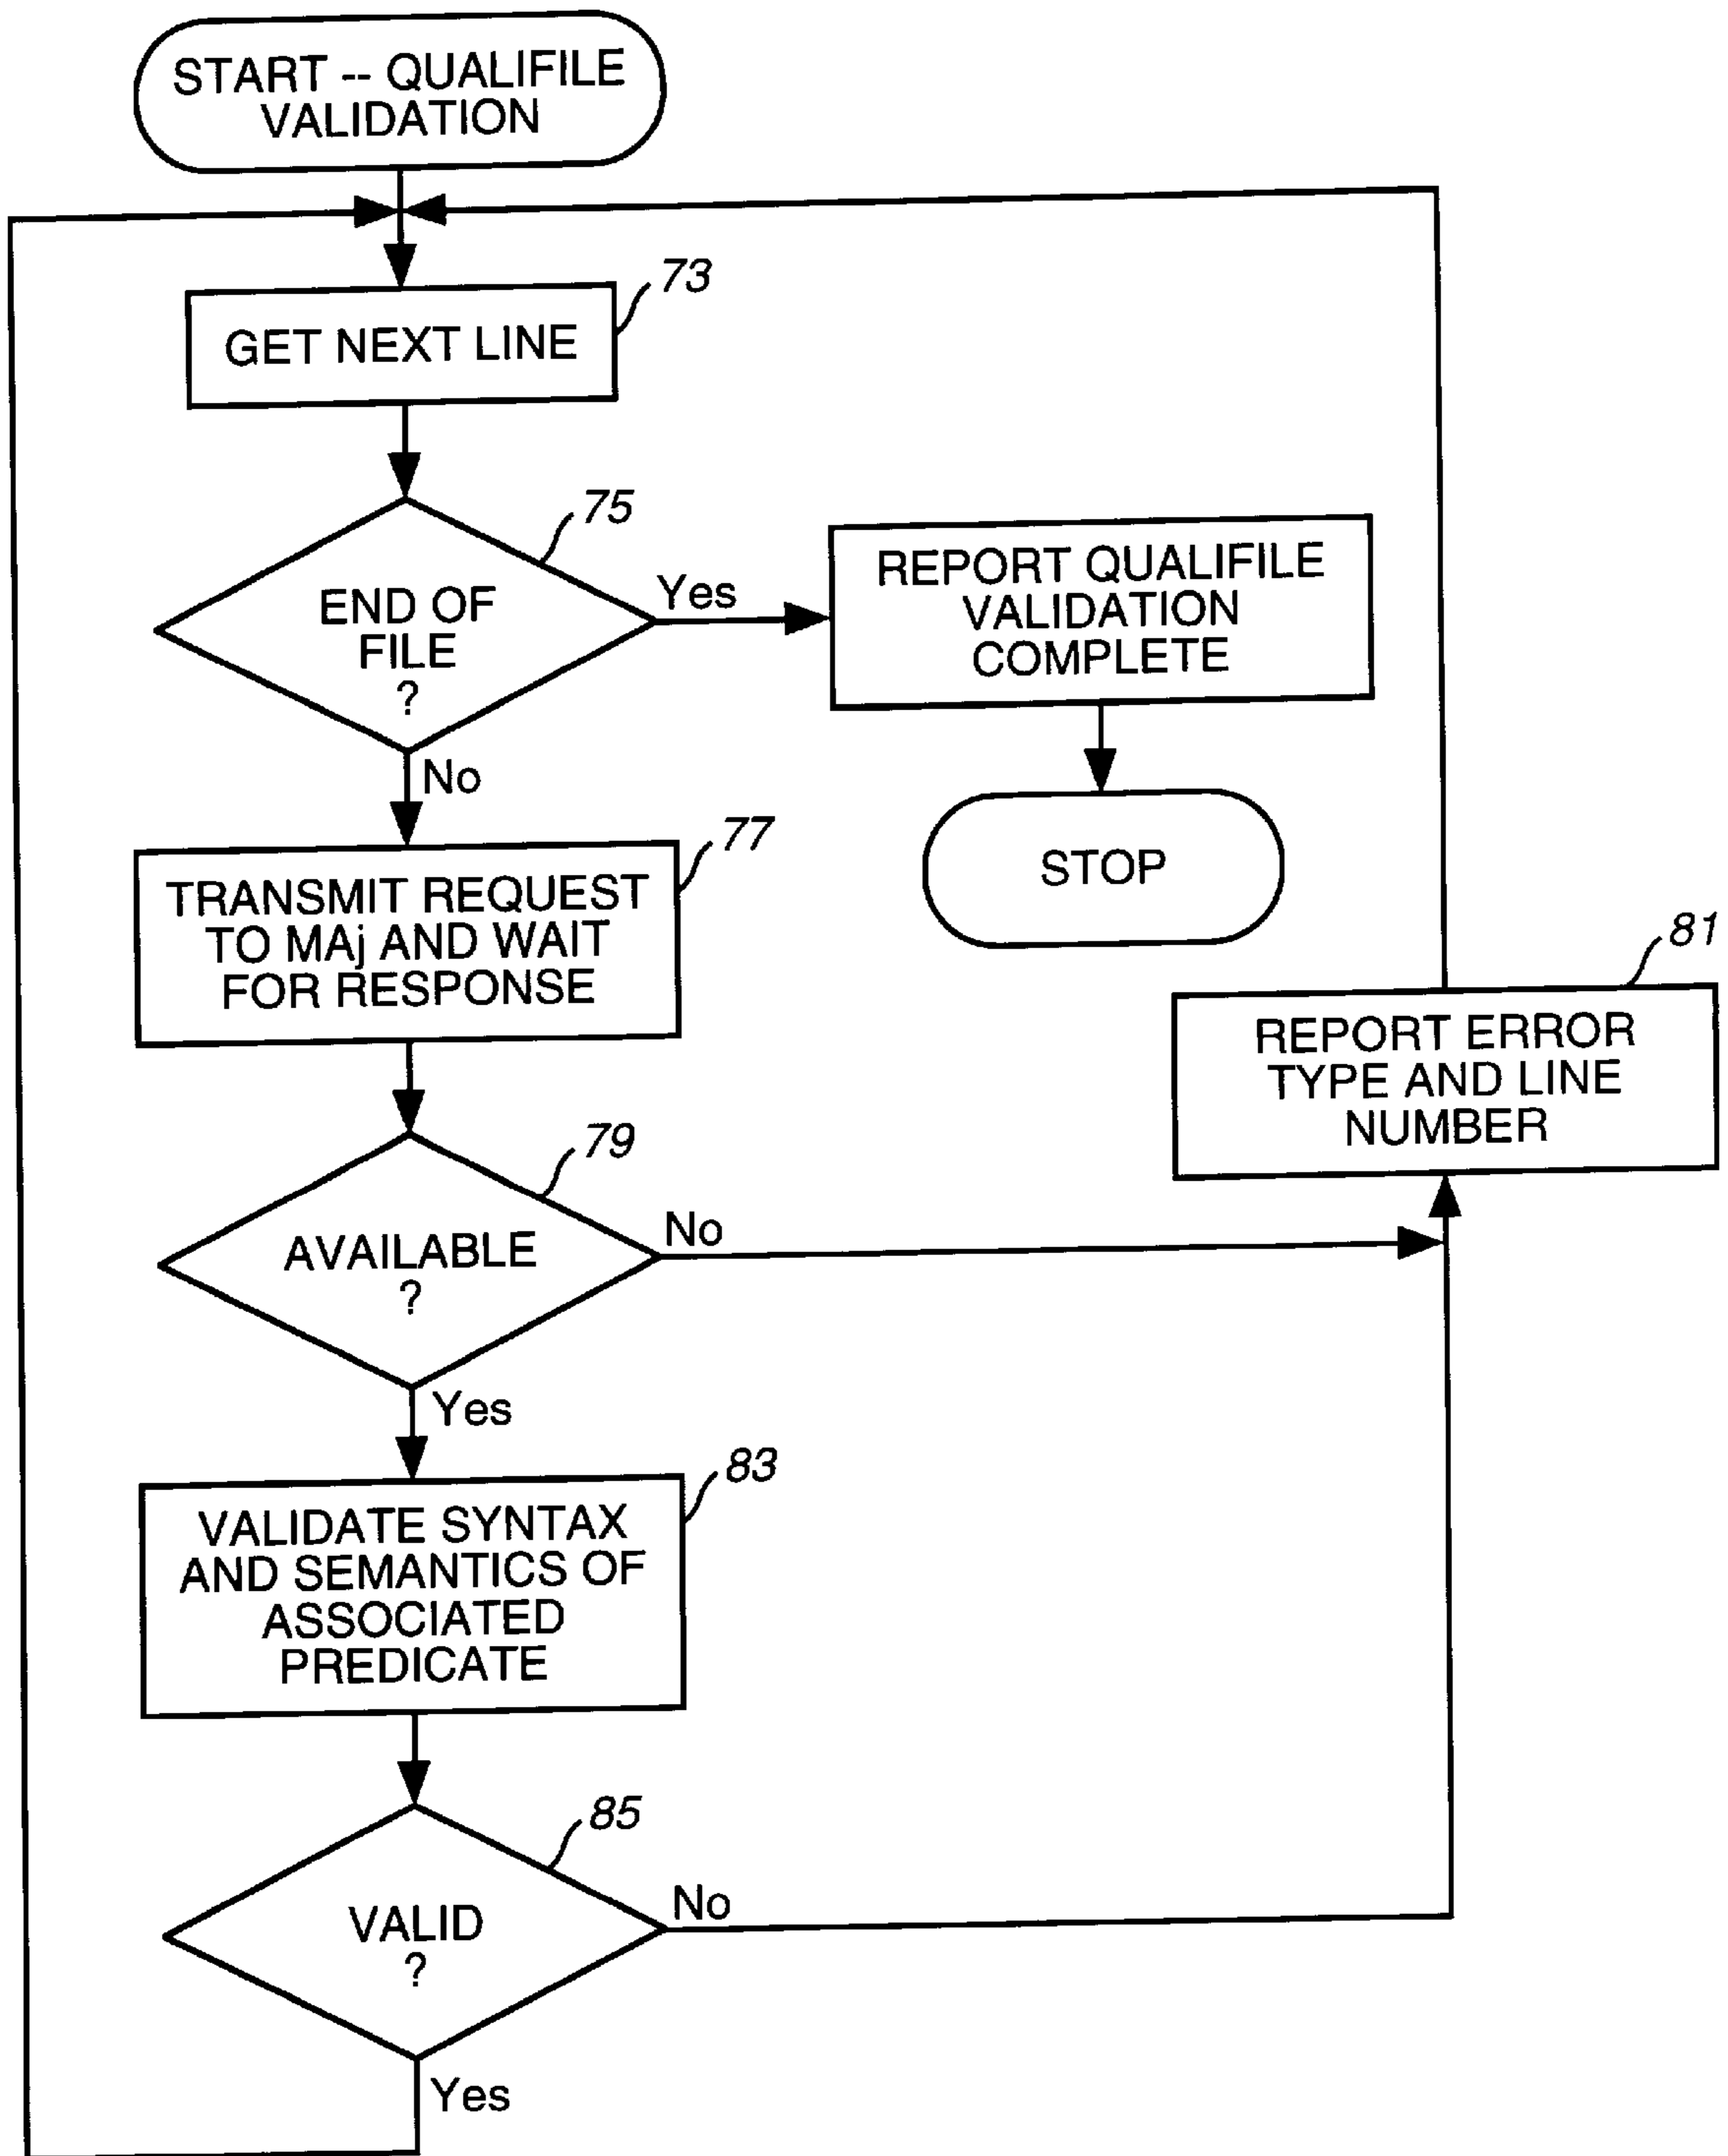 START -- QUALIFILE
VALIDATION
73
GET NEXT LINE
75
END OF
FILE
?
Yes
REPORT QUALIFILE
VALIDATION
COMPLETE
No
STOP
77
TRANSMIT REQUEST
TO MAj AND WAIT
FOR RESPONSE
81
REPORT ERROR
TYPE AND LINE
NUMBER
79
AVAILABLE
?
No
Yes
83
VALIDATE SYNTAX
AND SEMANTICS OF
ASSOCIATED
PREDICATE
85
VALID
?
No
Yes